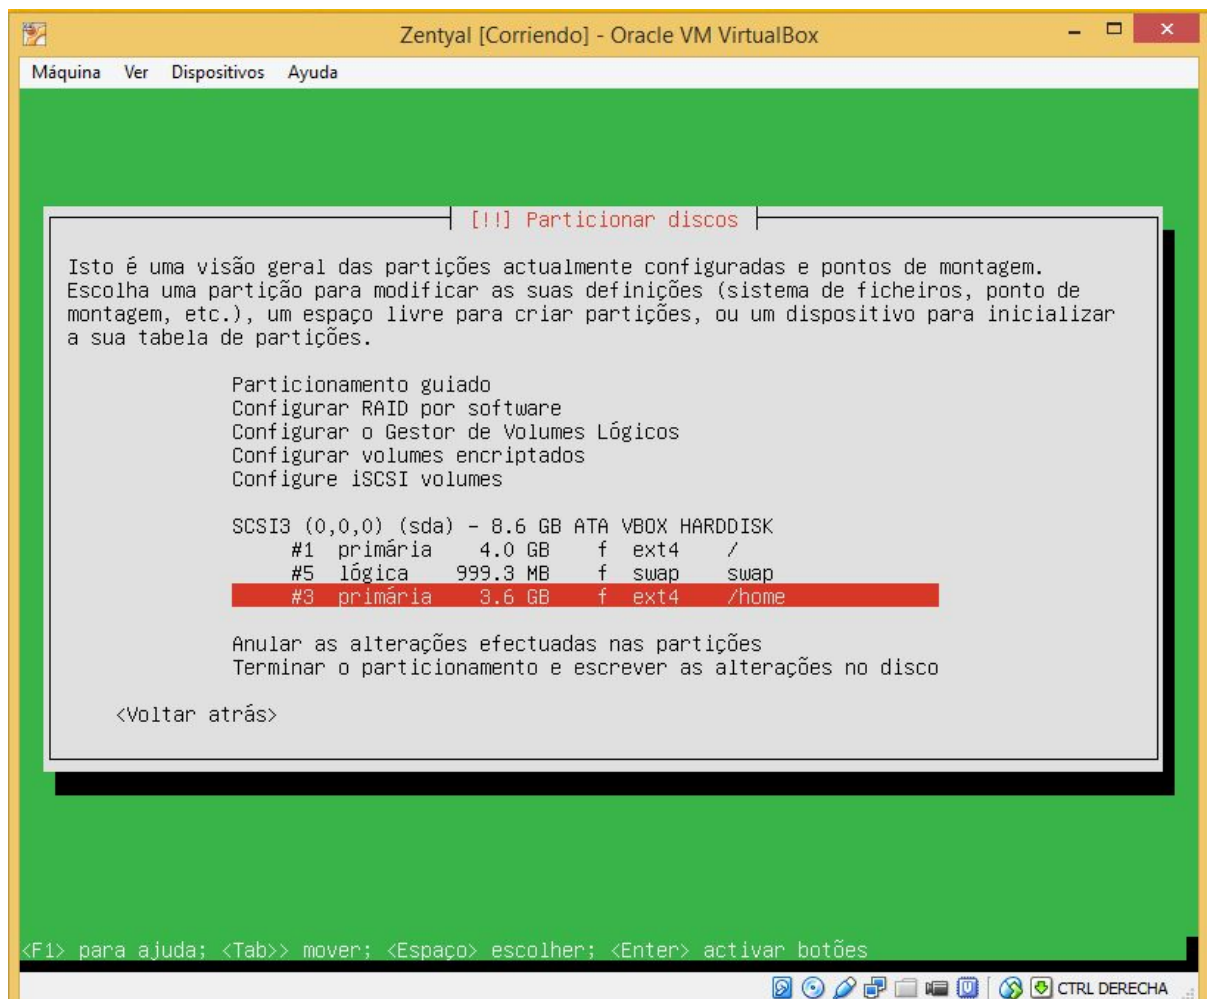 Zentyal [Corriendo] - Oracle VM VirtualBox
Máquina Ver Dispositivos Ayuda
[!!] Particionar discos
Isto é uma visão geral das partições actualmente configuradas e pontos de montagem.
Escolha uma partição para modificar as suas definições (sistema de ficheiros, ponto de
montagem, etc.), um espaço livre para criar partições, ou um dispositivo para inicializar
a sua tabela de partições.
Particionamento guiado
Configurar RAID por software
Configurar o Gestor de Volumes Lógicos
Configurar volumes encriptados
Configure iSCSI volumes
SCSI3 (0,0,0) (sda) - 8.6 GB ATA VBOX HARDDISK
#1 primária 4.0 GB f ext4 /
#5 lógica 999.3 MB f swap swap
#3 primária 3.6 GB f ext4 /home
Anular as alterações efectuadas nas partições
Terminar o particionamento e escrever as alterações no disco
<Voltar atrás>
<F1> para ajuda; <Tab>> mover; <Espaço> escolher; <Enter> activar botões
CTRL DERECHA